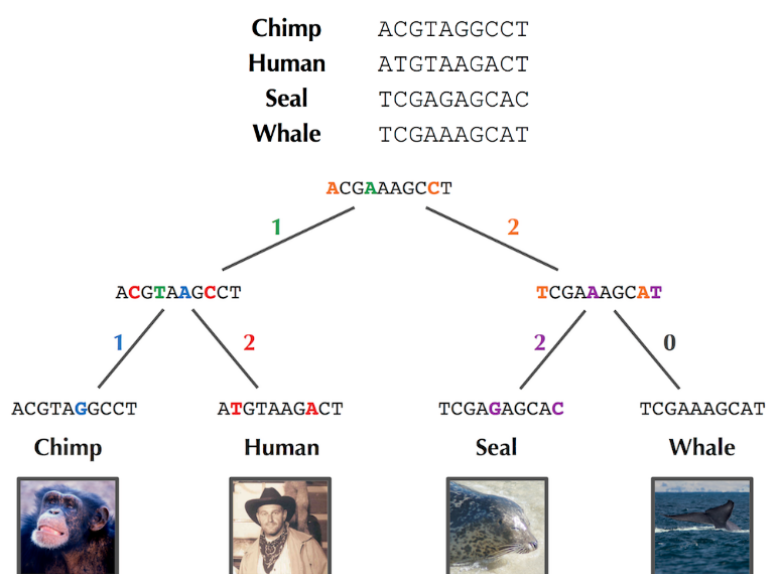 Chimp ACGTAGGCCT
Human ATGTAAGACT
Seal TCGAGAGCAC
Whale TCGAAAGCAT
ACGAAAGCCT
1 2
ACGTAAGCCT TCGAAAGCAT
1 2 2 0
ACGTAGGCCT ATGTAAGACT TCGAGAGCAC TCGAAAGCAT
Chimp Human Seal Whale